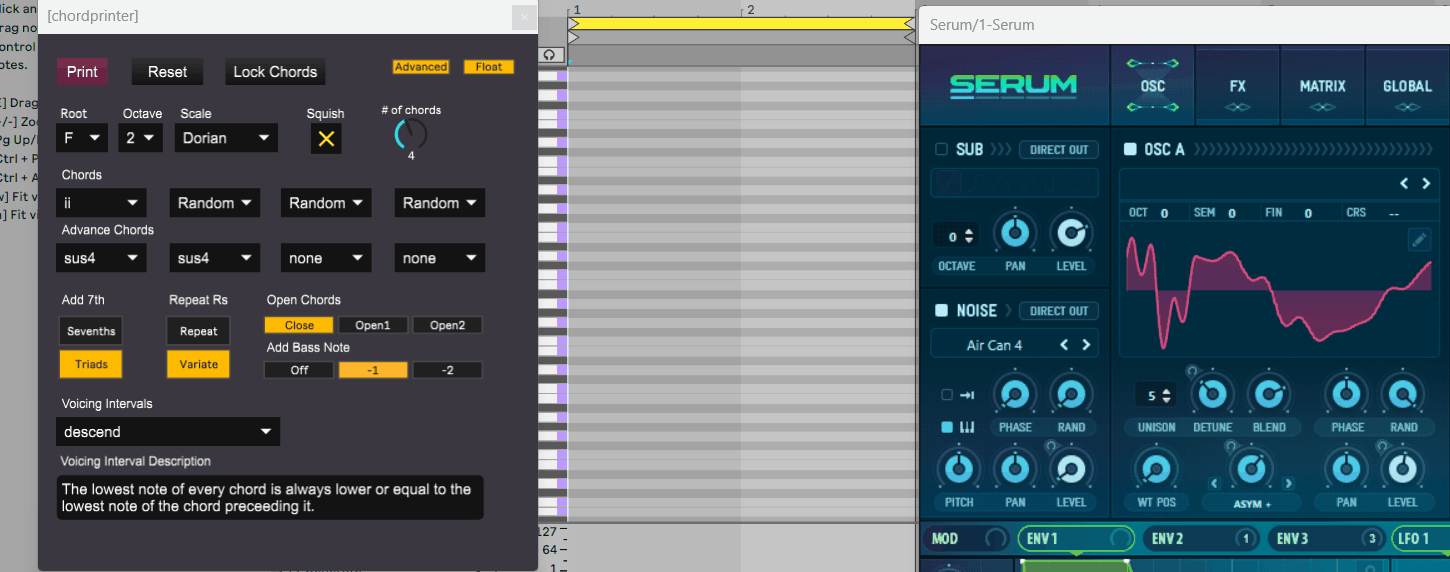 lick an
rag no
ontrol
otes.
E] Drag
+/-] Zoo
Pg Up/
Ctrl + P
Ctrl + A
w] Fit v
] Fit vi
[chordprinter]
Print
Reset
Lock Chords
Advanced
Float
Root
Octave
Scale
Squish
# of chords
F
2
Dorian
4
Chords
ii
Random
Random
Random
Advance Chords
sus4
sus4
none
none
Add 7th
Repeat Rs
Open Chords
Sevenths
Repeat
Close
Open1
Open2
Triads
Variate
Add Bass Note
Off
-1
-2
Voicing Intervals
descend
Voicing Interval Description
The lowest note of every chord is always lower or equal to the
lowest note of the chord preceeding it.
1
2
127
64
1
Serum/1-Serum
SERUM
OSC
FX
MATRIX
GLOBAL
SUB
DIRECT OUT
0
OCTAVE
PAN
LEVEL
NOISE
DIRECT OUT
Air Can 4
PHASE
RAND
PITCH
PAN
LEVEL
OSC A
OCT 0
SEM 0
FIN 0
CRS --
5
UNISON
DETUNE
BLEND
PHASE
RAND
WT POS
ASYM +
PAN
LEVEL
MOD
ENV 1
ENV 2
1
ENV 3
3
LFO 1